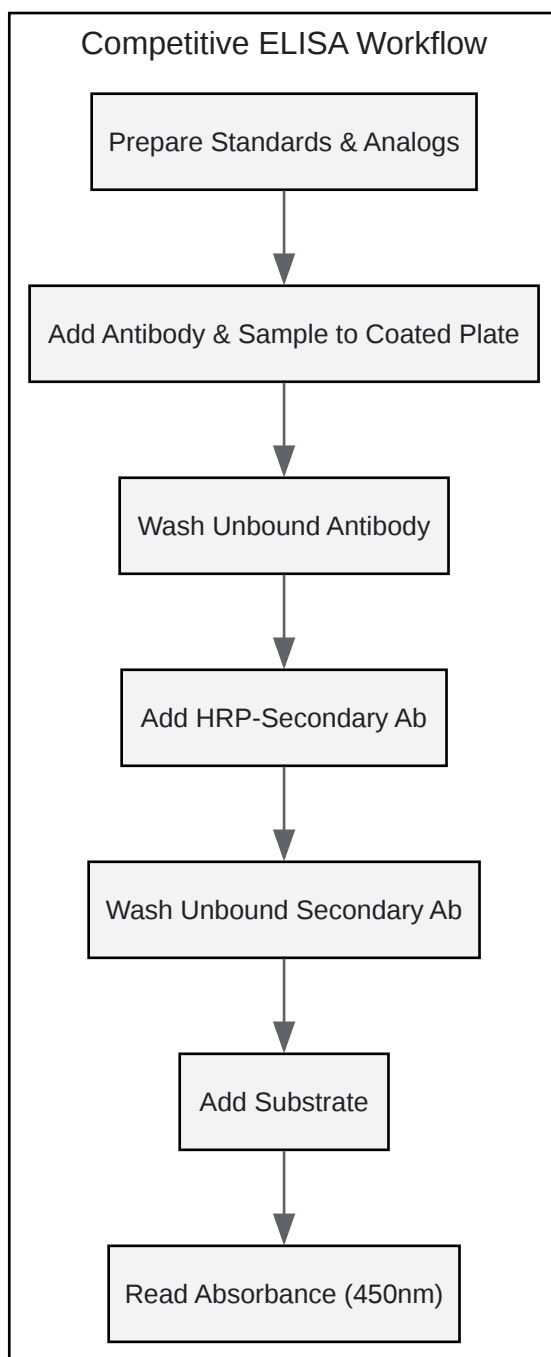 Competitive ELISA Workflow
Prepare Standards & Analogs
Add Antibody & Sample to Coated Plate
Wash Unbound Antibody
Add HRP-Secondary Ab
Wash Unbound Secondary Ab
Add Substrate
Read Absorbance (450nm)